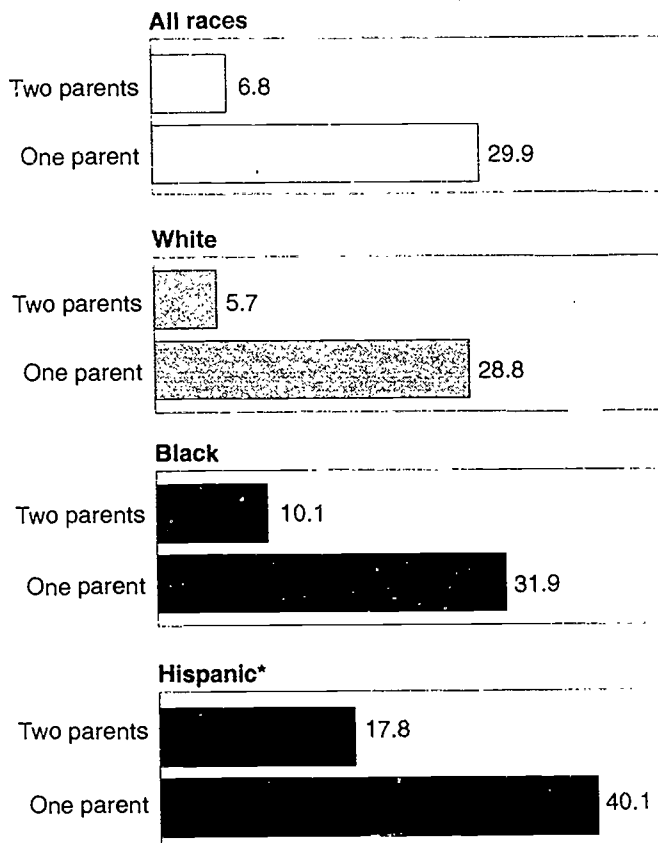 All races
Two parents 6.8
One parent 29.9
White
Two parents 5.7
One parent 28.8
Black
Two parents 10.1
One parent 31.9
Hispanic*
Two parents 17.8
One parent 40.1